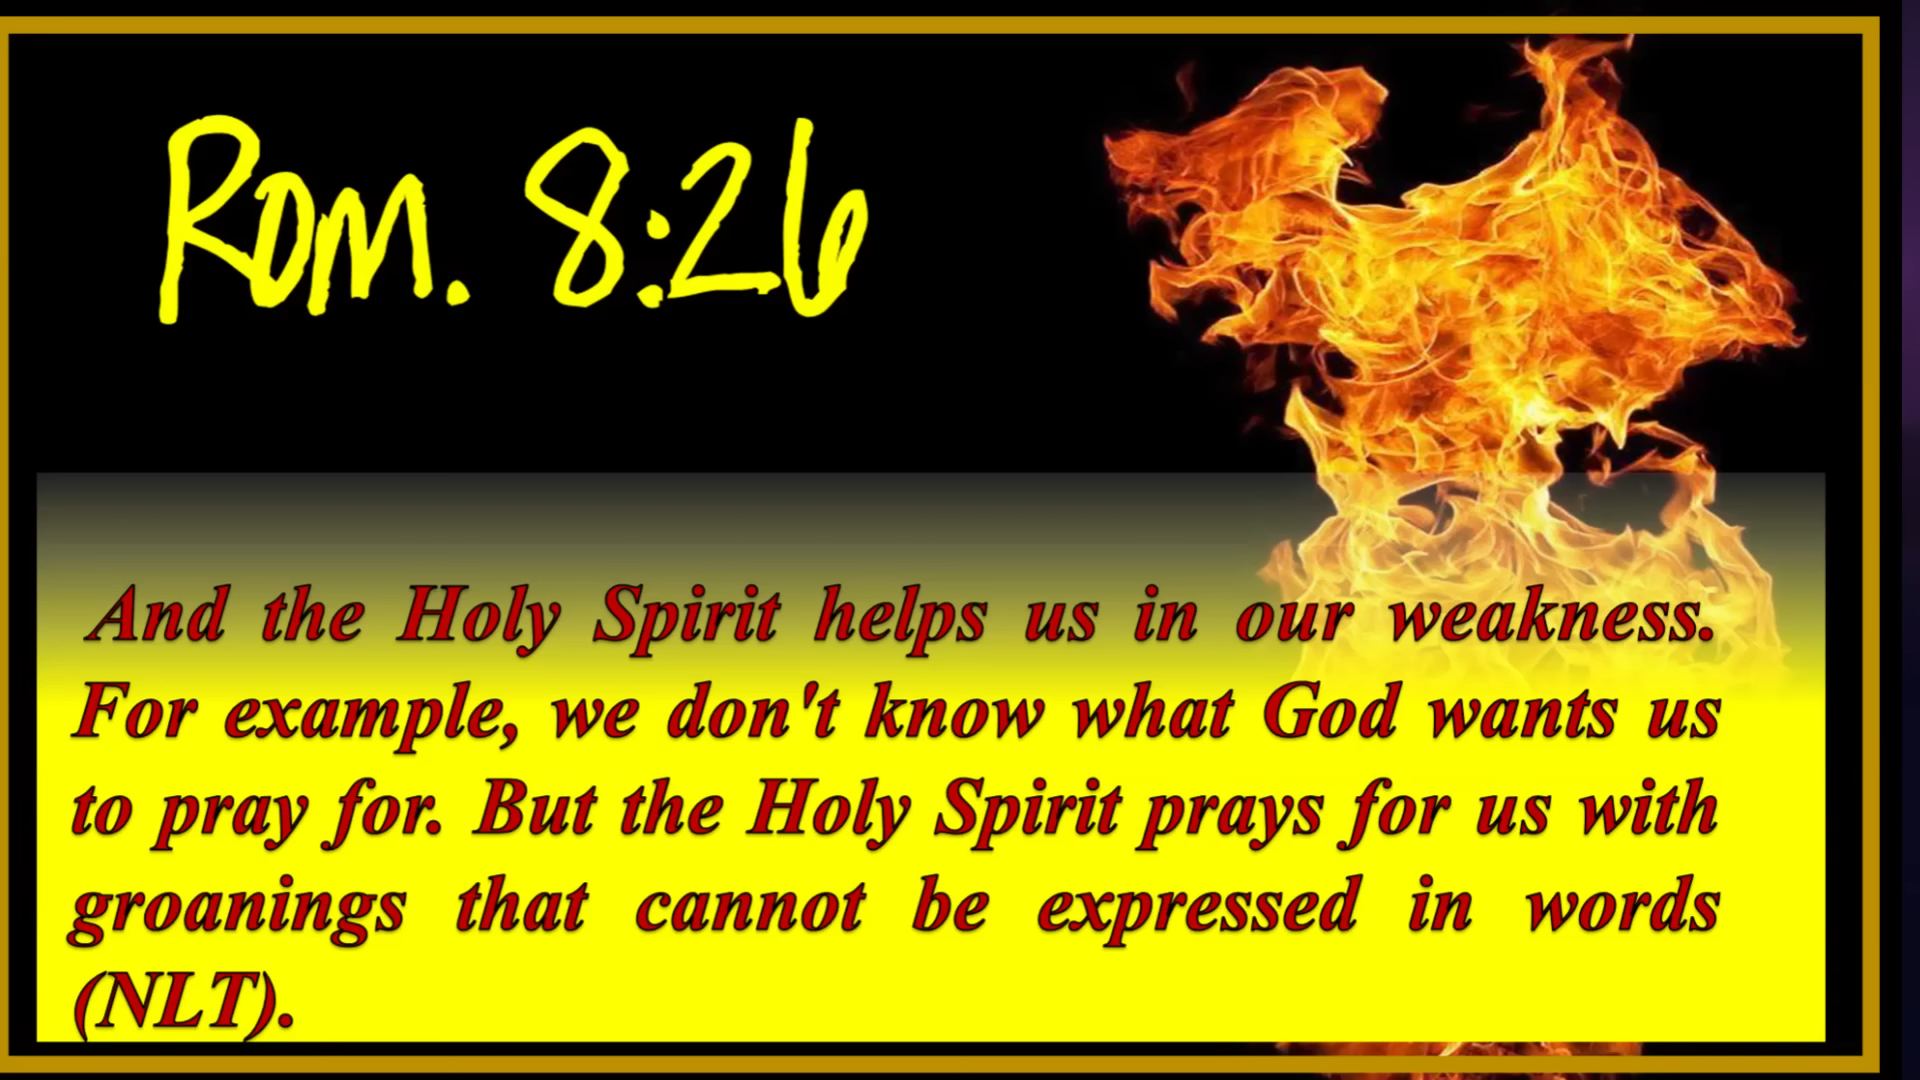 Rom. 8:26
And the Holy Spirit helps us in our weakness.
For example, we don't know what God wants us
to pray for. But the Holy Spirit prays for us with
groanings that cannot be expressed in words
(NLT).